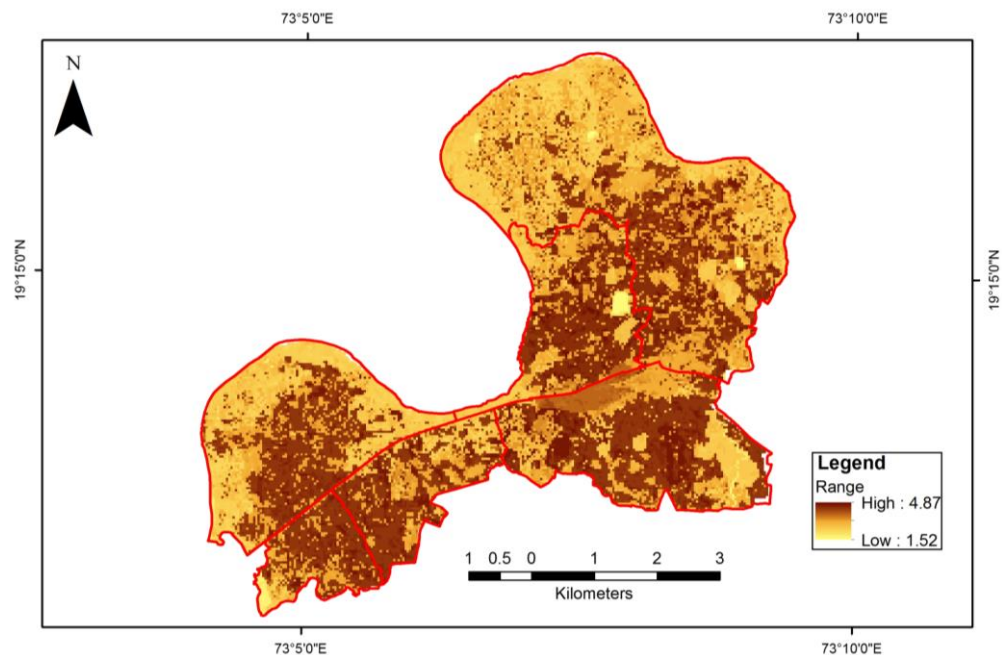 73°5'0"E
73°10'0"E
N
19°15'0"N
19°15'0"N
Legend
Range
High : 4.87
Low : 1.52
1 0.5 0 1 2 3
Kilometers
73°5'0"E
73°10'0"E